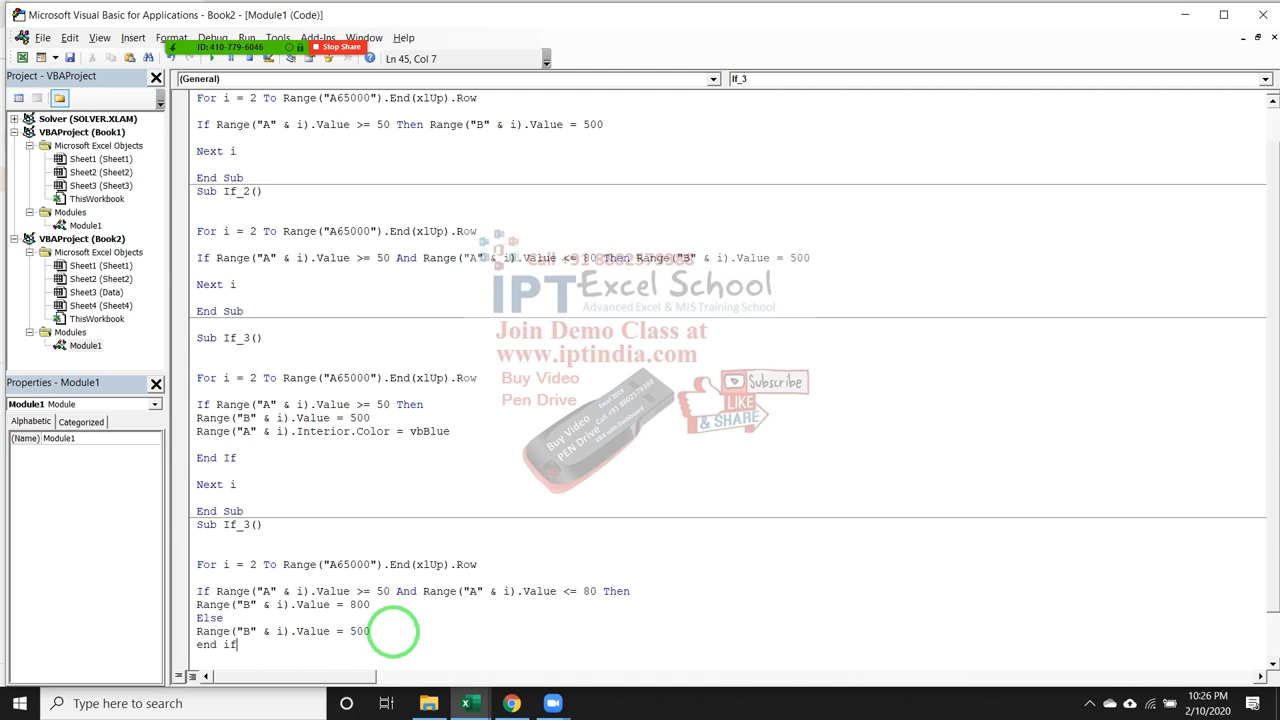 Microsoft Visual Basic for Applications - Book2 - [Module1 (Code)]
File Edit View Insert Format Debug Run Tools Add-Ins Window Help
ID: 410-779-6046 Stop Share
Ln 45, Col 7
Project - VBAProject
(General) If_3
Solver (SOLVER.XLAM)
VBAProject (Book1)
Microsoft Excel Objects
Sheet1 (Sheet1)
Sheet2 (Sheet2)
Sheet3 (Sheet3)
ThisWorkbook
Modules
Module1
VBAProject (Book2)
Microsoft Excel Objects
Sheet1 (Sheet1)
Sheet2 (Sheet2)
Sheet3 (Data)
Sheet4 (Sheet4)
ThisWorkbook
Modules
Module1
Properties - Module1
Module1 Module
Alphabetic Categorized
(Name) Module1
For i = 2 To Range("A65000").End(xlUp).Row
If Range("A" & i).Value >= 50 Then Range("B" & i).Value = 500
Next i
End Sub
Sub If_2()
For i = 2 To Range("A65000").End(xlUp).Row
If Range("A" & i).Value >= 50 And Range("A" & i).Value <= 80 Then Range("B" & i).Value = 500
Next i
End Sub
Sub If_3()
For i = 2 To Range("A65000").End(xlUp).Row
If Range("A" & i).Value >= 50 Then
Range("B" & i).Value = 500
Range("A" & i).Interior.Color = vbBlue
End If
Next i
End Sub
Sub If_3()
For i = 2 To Range("A65000").End(xlUp).Row
If Range("A" & i).Value >= 50 And Range("A" & i).Value <= 80 Then
Range("B" & i).Value = 800
Else
Range("B" & i).Value = 500
end if
IPT Excel School
Advanced Excel & MIS Training School
Join Demo Class at
www.iptindia.com
Buy Video
Pen Drive
Buy Video
PEN Drive
Subscribe
LIKE
& SHARE
Type here to search
10:26 PM
2/10/2020